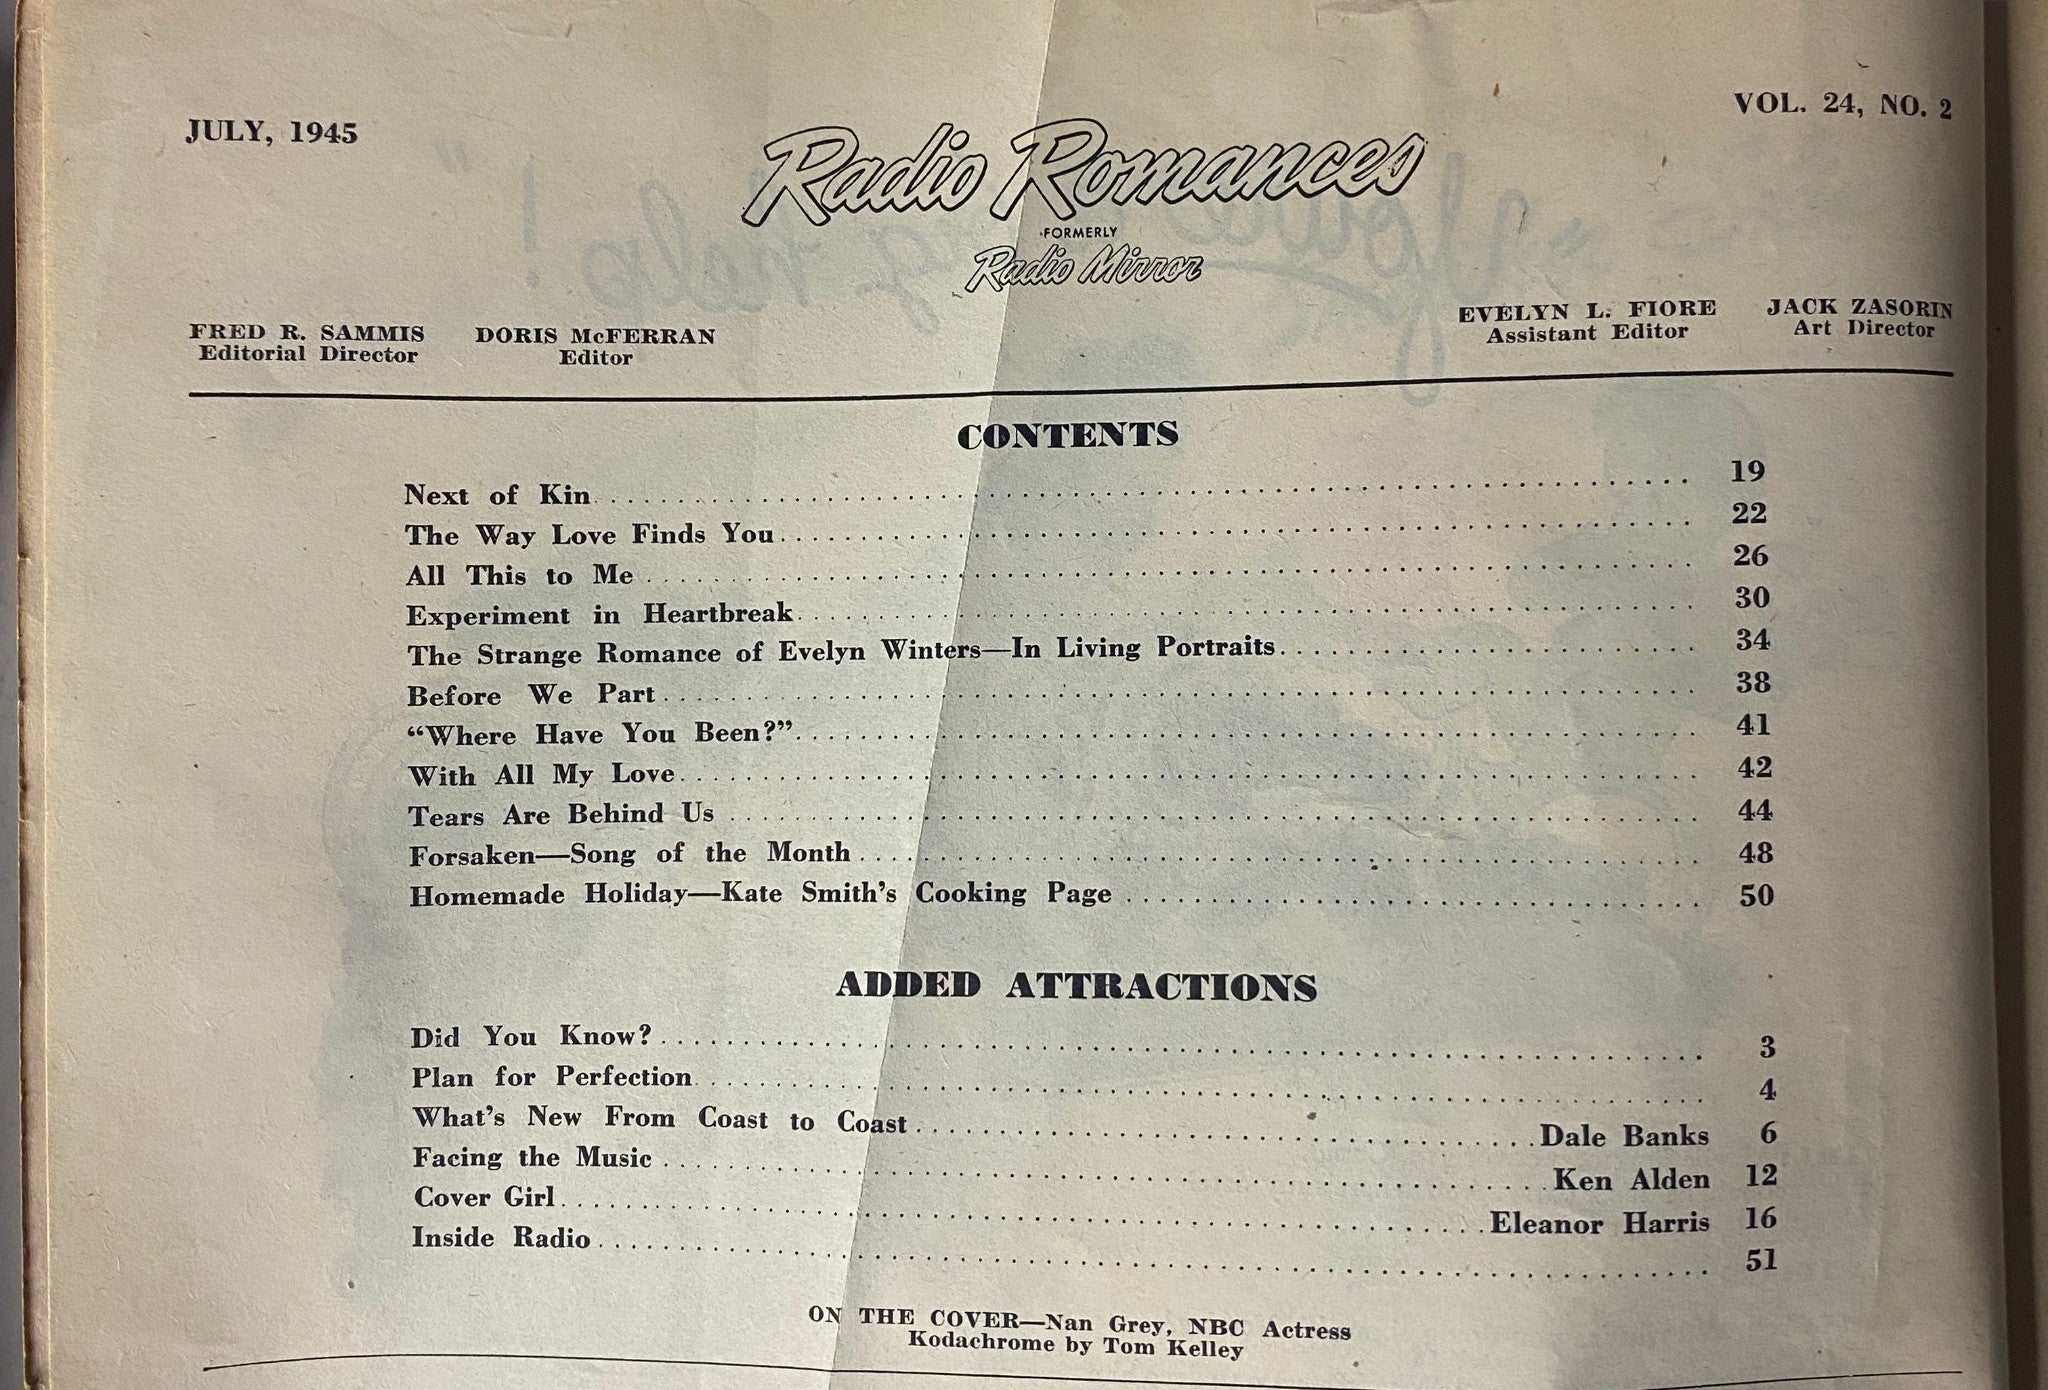 JULY, 1945
VOL. 24, NO. 2
Radio Romances
FORMERLY
Radio Mirror
FRED R. SAMMIS
Editorial Director
DORIS McFERRAN
Editor
EVELYN L. FIORE
Assistant Editor
JACK ZASORIN
Art Director
CONTENTS
Next of Kin 19
The Way Love Finds You 22
All This to Me 26
Experiment in Heartbreak 30
The Strange Romance of Evelyn Winters—In Living Portraits 34
Before We Part 38
“Where Have You Been?” 41
With All My Love 42
Tears Are Behind Us 44
Forsaken—Song of the Month 48
Homemade Holiday—Kate Smith’s Cooking Page 50
ADDED ATTRACTIONS
Did You Know? 3
Plan for Perfection 4
What’s New From Coast to Coast Dale Banks 6
Facing the Music Ken Alden 12
Cover Girl Eleanor Harris 16
Inside Radio 51
ON THE COVER—Nan Grey, NBC Actress
Kodachrome by Tom Kelley